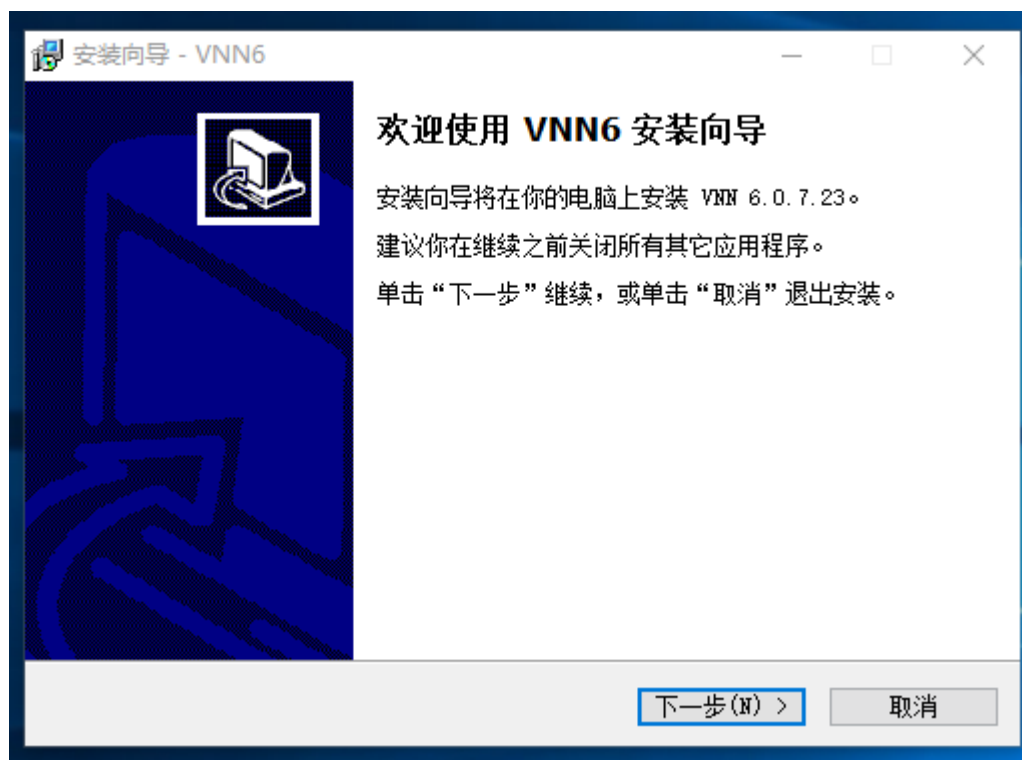 安装向导 - VNN6
欢迎使用 VNN6 安装向导
安装向导将在你的电脑上安装 VNN 6.0.7.23。
建议你在继续之前关闭所有其它应用程序。
单击“下一步”继续，或单击“取消”退出安装。
下一步(N) >
取消